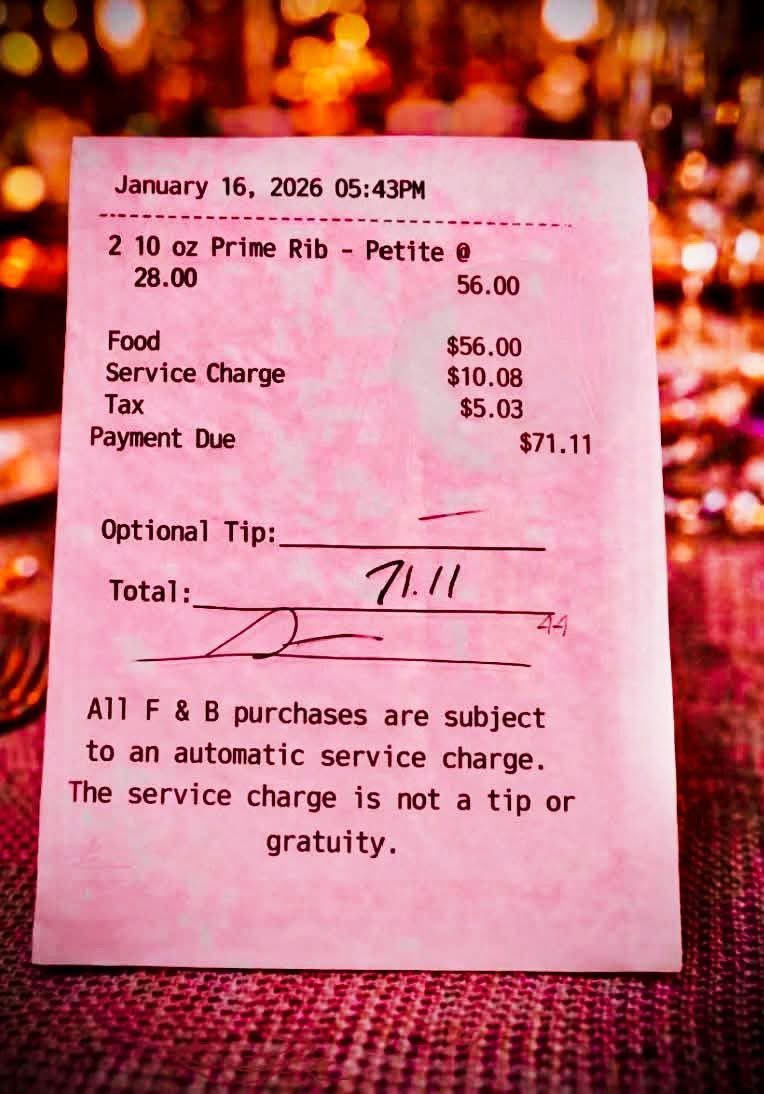 January 16, 2026 05:43PM
2 10 oz Prime Rib - Petite @
28.00 56.00
Food $56.00
Service Charge $10.08
Tax $5.03
Payment Due $71.11
Optional Tip: —
Total: 71.11
44
All F & B purchases are subject
to an automatic service charge.
The service charge is not a tip or
gratuity.